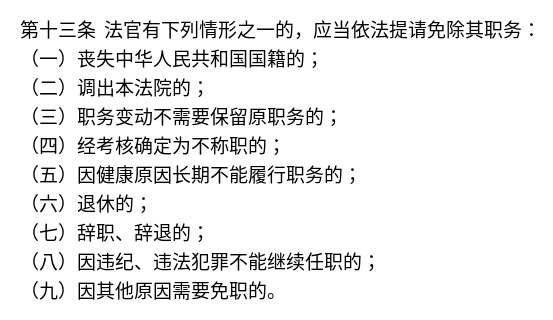 第十三条 法官有下列情形之一的，应当依法提请免除其职务：
（一）丧失中华人民共和国国籍的；
（二）调出本法院的；
（三）职务变动不需要保留原职务的；
（四）经考核确定为不称职的；
（五）因健康原因长期不能履行职务的；
（六）退休的；
（七）辞职、辞退的；
（八）因违纪、违法犯罪不能继续任职的；
（九）因其他原因需要免职的。